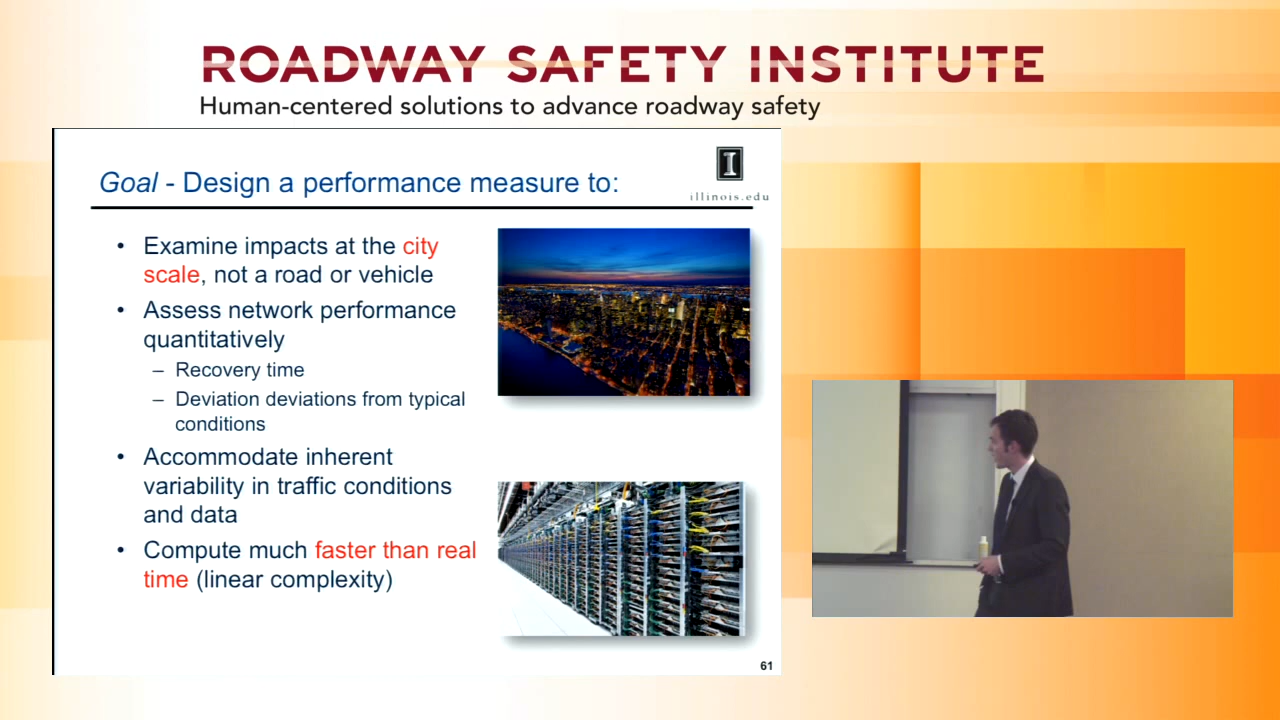 ROADWAY SAFETY INSTITUTE
Human-centered solutions to advance roadway safety
Goal - Design a performance measure to:
I
illinois.edu
• Examine impacts at the city
scale, not a road or vehicle
• Assess network performance
quantitatively
– Recovery time
– Deviation deviations from typical
conditions
• Accommodate inherent
variability in traffic conditions
and data
• Compute much faster than real
time (linear complexity)
61